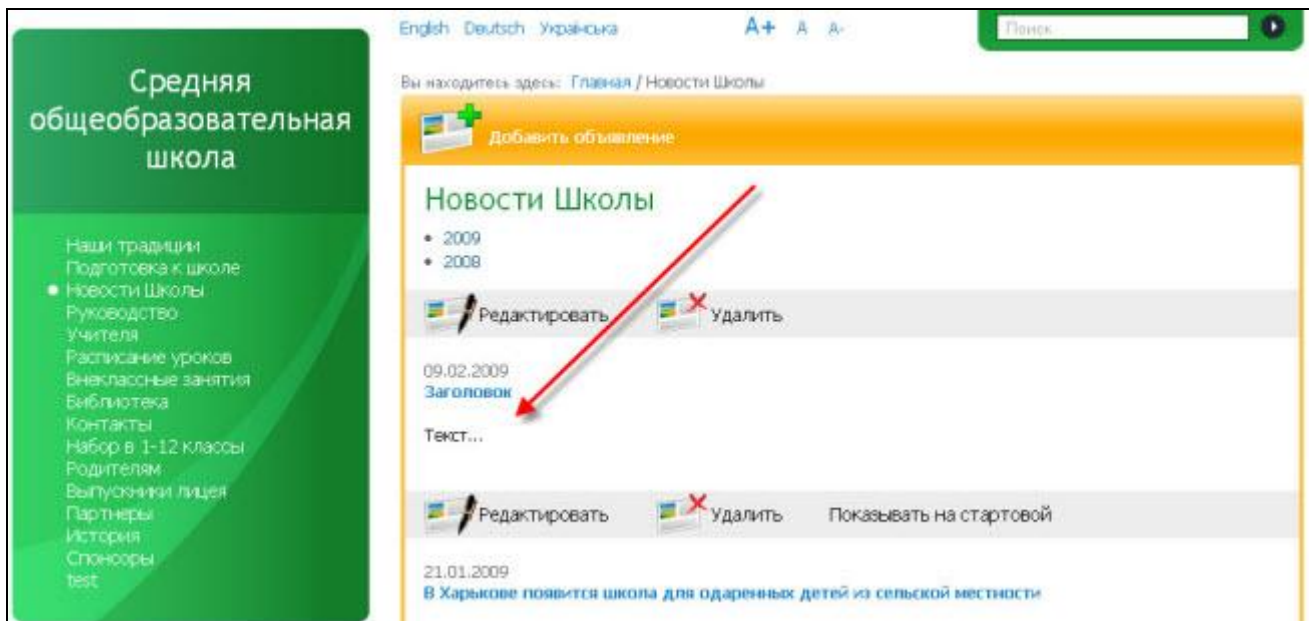 English Deutsch Українська
A+ A A-
Поиск
Средняя
общеобразовательная
школа
Наши традиции
Подготовка к школе
Новости Школы
Руководство
Учителя
Расписание уроков
Внеклассные занятия
Библиотека
Контакты
Набор в 1-12 классы
Родителям
Выпускники лицея
Партнеры
История
Спонсоры
test
Вы находитесь здесь: Главная / Новости Школы
Добавить объявление
Новости Школы
2009
2008
Редактировать Удалить
09.02.2009
Заголовок
Текст...
Редактировать Удалить Показывать на стартовой
21.01.2009
В Харькове появится школа для одаренных детей из сельской местности